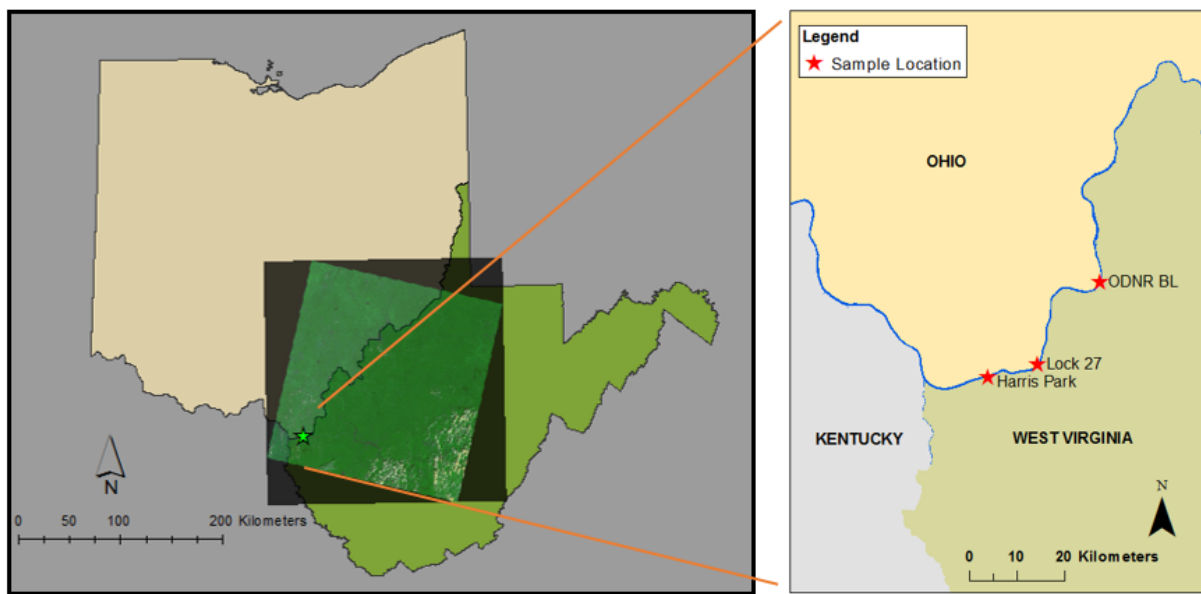 N
0 50 100 200 Kilometers
Legend
Sample Location
OHIO
ODNR BL
Lock 27
Harris Park
KENTUCKY
WEST VIRGINIA
N
0 10 20 Kilometers